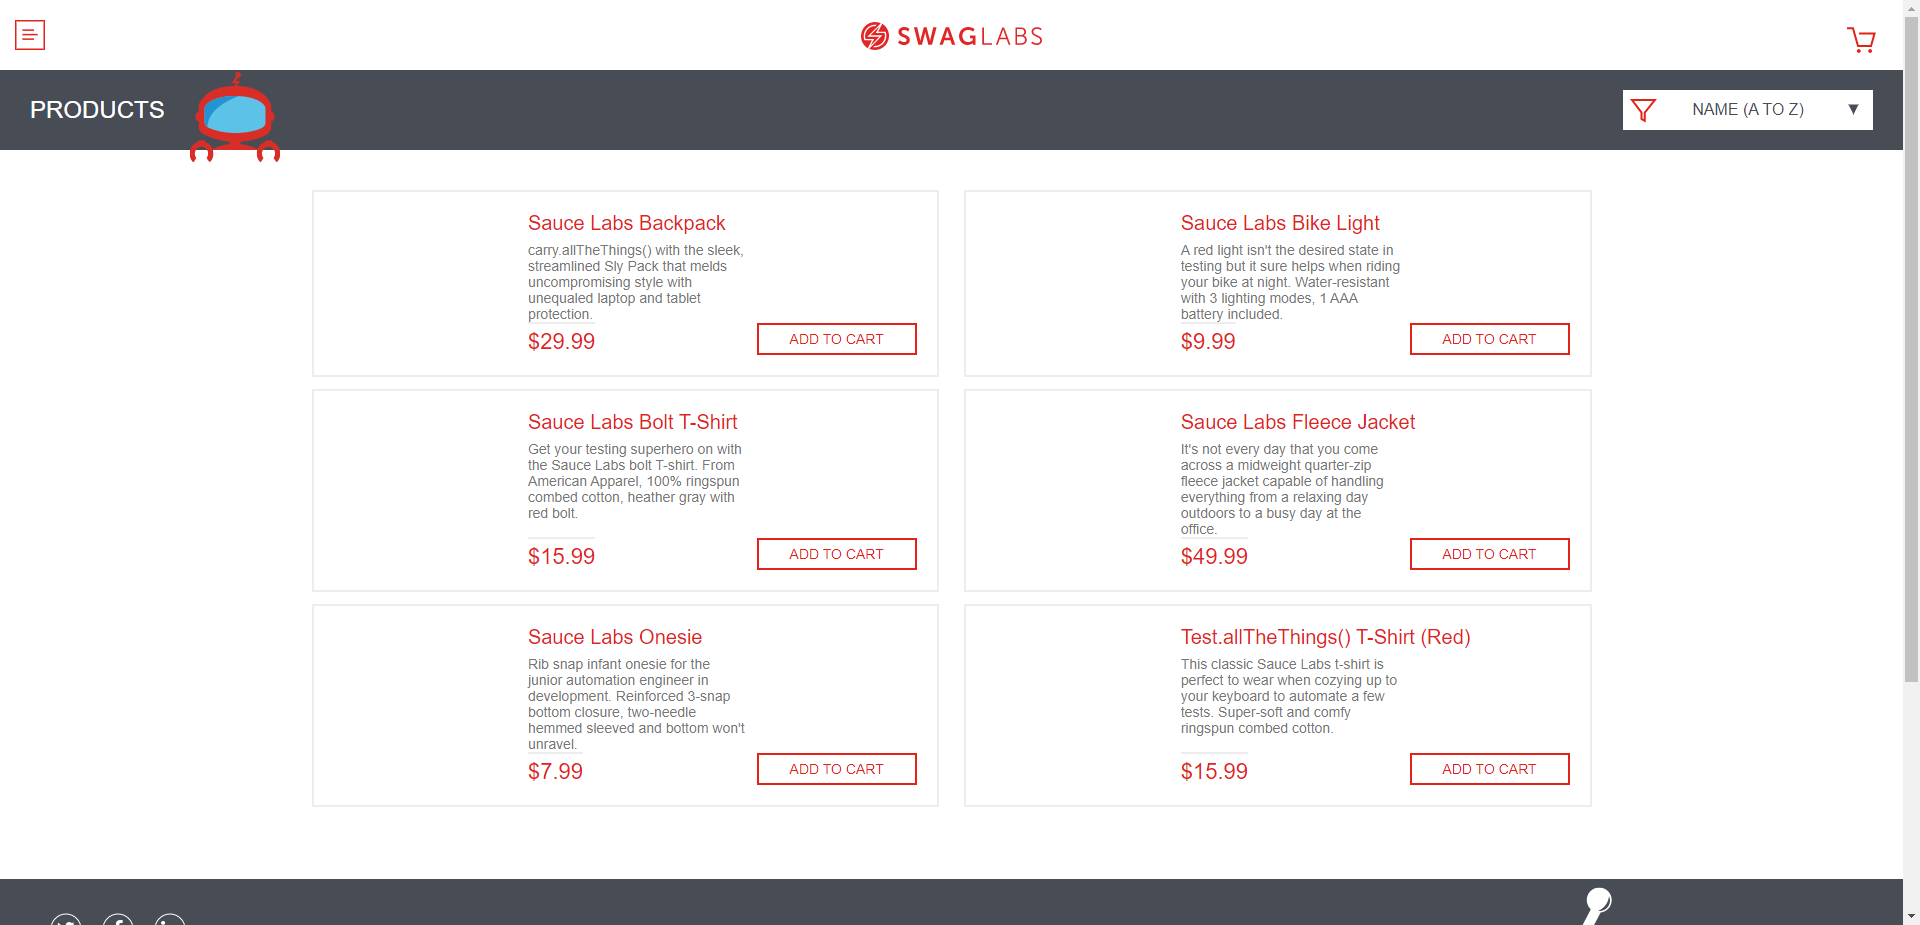 SWAGLABS
PRODUCTS
NAME (A TO Z)
Sauce Labs Backpack
carry.allTheThings() with the sleek,
streamlined Sly Pack that melds
uncompromising style with
unequaled laptop and tablet
protection.
$29.99
ADD TO CART
Sauce Labs Bike Light
A red light isn't the desired state in
testing but it sure helps when riding
your bike at night. Water-resistant
with 3 lighting modes, 1 AAA
battery included.
$9.99
ADD TO CART
Sauce Labs Bolt T-Shirt
Get your testing superhero on with
the Sauce Labs bolt T-shirt. From
American Apparel, 100% ringspun
combed cotton, heather gray with
red bolt.
$15.99
ADD TO CART
Sauce Labs Fleece Jacket
It's not every day that you come
across a midweight quarter-zip
fleece jacket capable of handling
everything from a relaxing day
outdoors to a busy day at the
office.
$49.99
ADD TO CART
Sauce Labs Onesie
Rib snap infant onesie for the
junior automation engineer in
development. Reinforced 3-snap
bottom closure, two-needle
hemmed sleeved and bottom won't
unravel.
$7.99
ADD TO CART
Test.allTheThings() T-Shirt (Red)
This classic Sauce Labs t-shirt is
perfect to wear when cozying up to
your keyboard to automate a few
tests. Super-soft and comfy
ringspun combed cotton.
$15.99
ADD TO CART